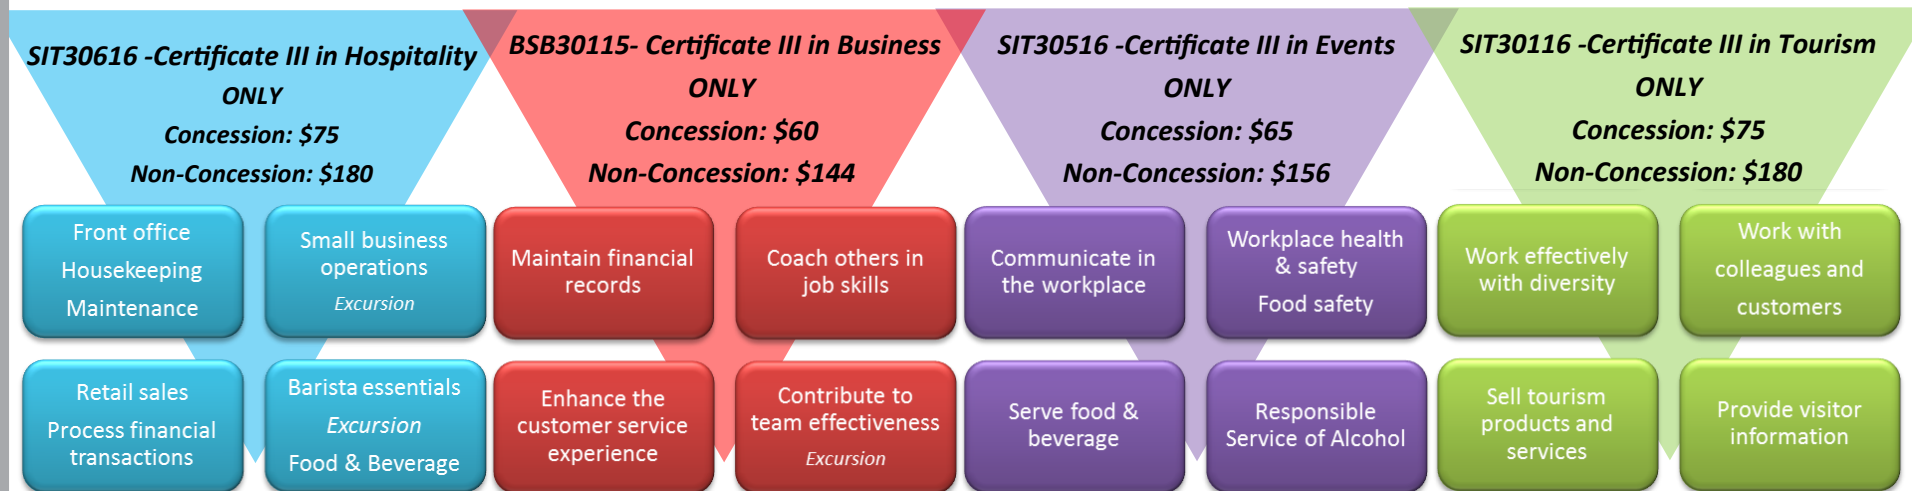 SIT30616 -Certificate III in Hospitality
ONLY
Concession: $75
Non-Concession: $180
Front office
Housekeeping
Maintenance
Small business
operations
Excursion
Retail sales
Process financial
transactions
Barista essentials
Excursion
Food & Beverage
BSB30115- Certificate III in Business
ONLY
Concession: $60
Non-Concession: $144
Maintain financial
records
Coach others in
job skills
Enhance the
customer service
experience
Contribute to
team effectiveness
Excursion
SIT30516 -Certificate III in Events
ONLY
Concession: $65
Non-Concession: $156
Communicate in
the workplace
Workplace health
& safety
Food safety
Serve food &
beverage
Responsible
Service of Alcohol
SIT30116 -Certificate III in Tourism
ONLY
Concession: $75
Non-Concession: $180
Work effectively
with diversity
Work with
colleagues and
customers
Sell tourism
products and
services
Provide visitor
information